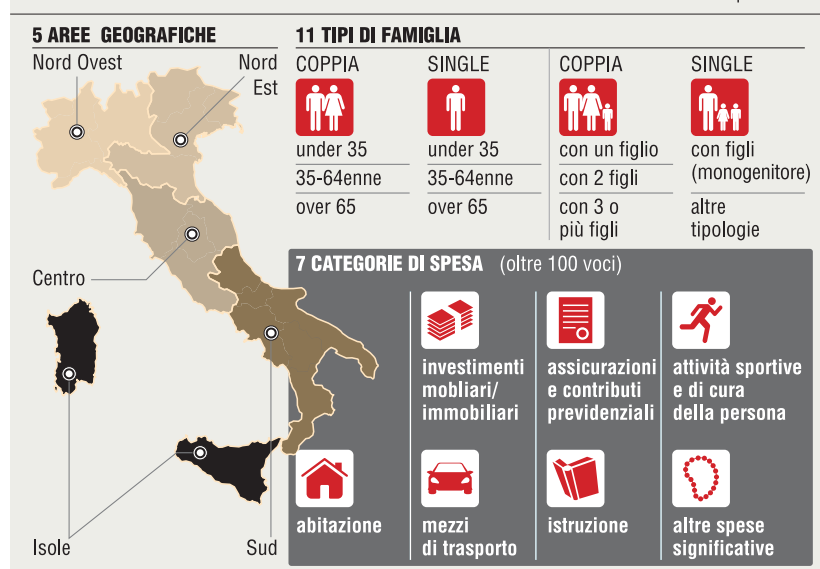 5 AREE GEOGRAFICHE
Nord Ovest
Nord
Est
Centro
Isole
Sud
11 TIPI DI FAMIGLIA
COPPIA
under 35
35-64enne
over 65
SINGLE
under 35
35-64enne
over 65
COPPIA
con un figlio
con 2 figli
con 3 o
più figli
SINGLE
con figli
(monogenitore)
altre
tipologie
7 CATEGORIE DI SPESA (oltre 100 voci)
investimenti
mobliari/
immobiliari
assicurazioni
e contributi
previdenziali
attività sportive
e di cura
della persona
abitazione
mezzi
di trasporto
istruzione
altre spese
significative